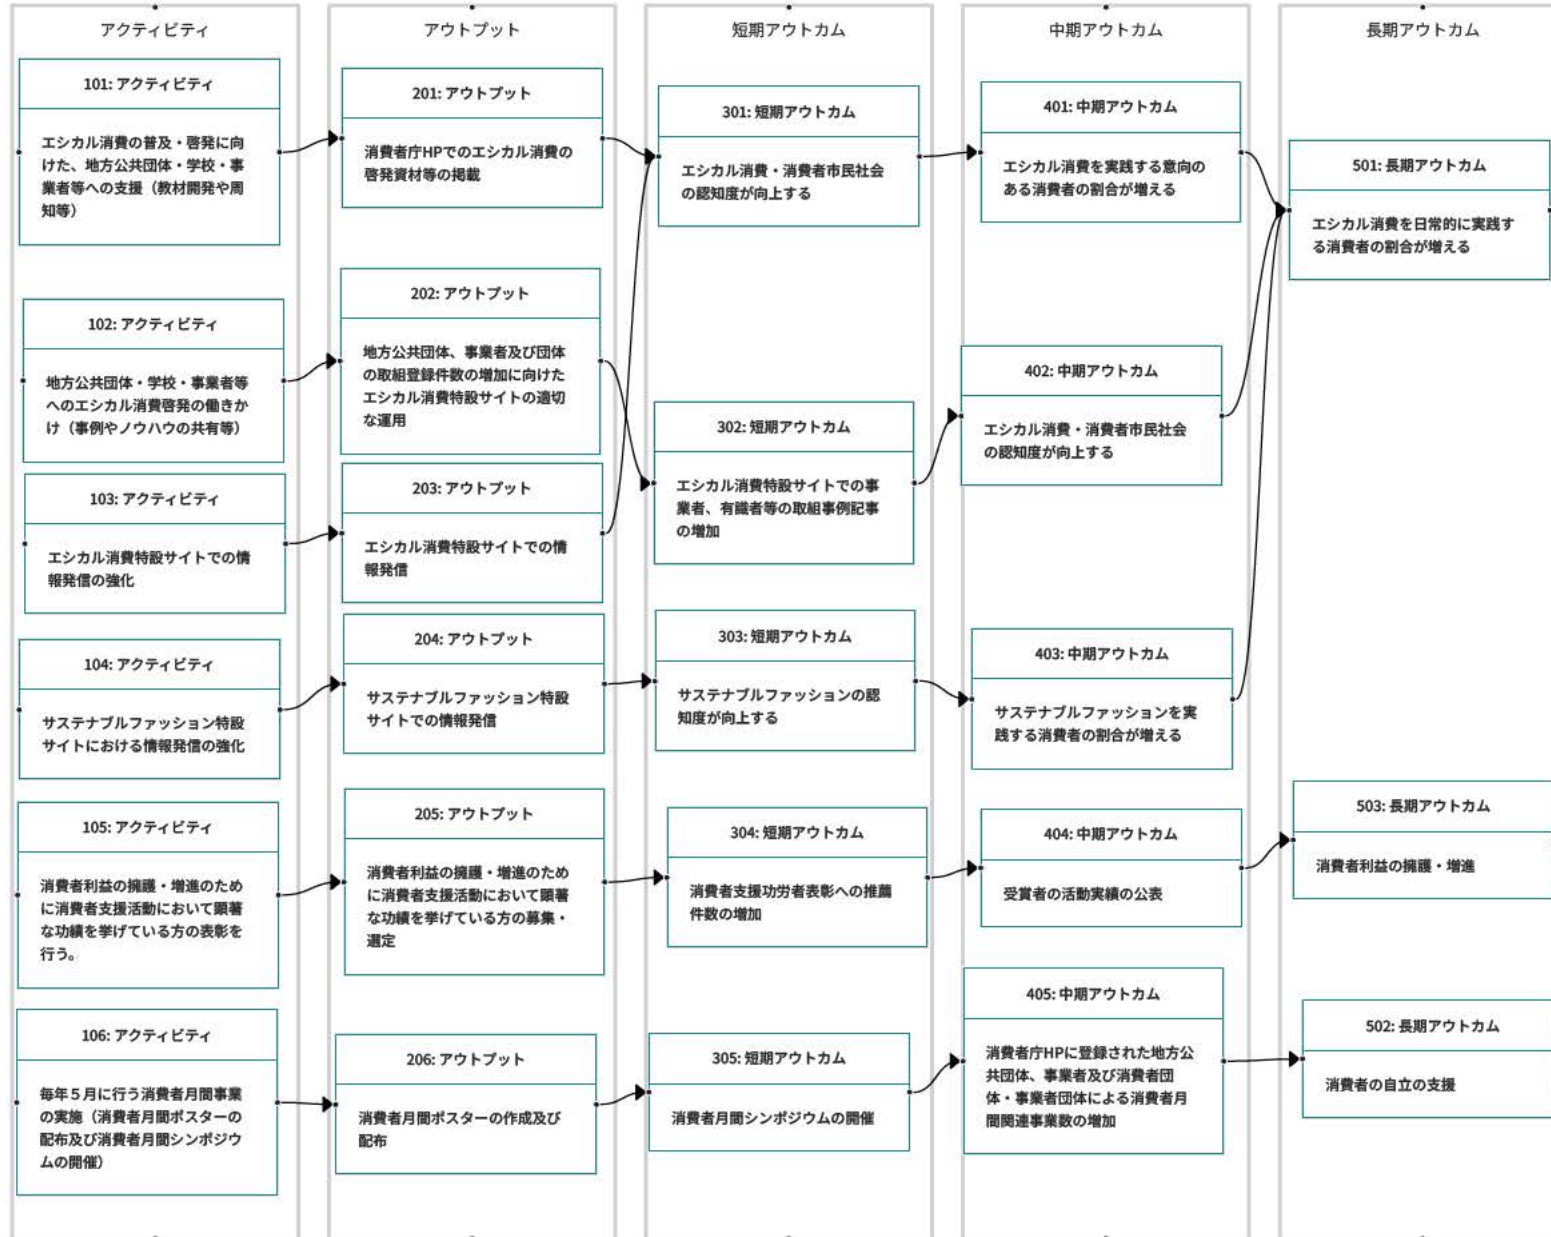 アクティビティ
101: アクティビティ
エシカル消費の普及・啓発に向
けた、地方公共団体・学校・事
業者等への支援（教材開発や周
知等）
102: アクティビティ
地方公共団体・学校・事業者等
へのエシカル消費啓発の働きか
け（事例やノウハウの共有等）
103: アクティビティ
エシカル消費特設サイトでの情
報発信の強化
104: アクティビティ
サステナブルファッション特設
サイトにおける情報発信の強化
105: アクティビティ
消費者利益の擁護・増進のため
に消費者支援活動において顕著
な功績を挙げている方の表彰を
行う。
106: アクティビティ
毎年５月に行う消費者月間事業
の実施（消費者月間ポスターの
配布及び消費者月間シンポジウ
ムの開催）
アウトプット
201: アウトプット
消費者庁HPでのエシカル消費の
啓発資材等の掲載
202: アウトプット
地方公共団体、事業者及び団体
の取組登録件数の増加に向けた
エシカル消費特設サイトの適切
な運用
203: アウトプット
エシカル消費特設サイトでの情
報発信
204: アウトプット
サステナブルファッション特設
サイトでの情報発信
205: アウトプット
消費者利益の擁護・増進のため
に消費者支援活動において顕著
な功績を挙げている方の募集・
選定
206: アウトプット
消費者月間ポスターの作成及び
配布
短期アウトカム
301: 短期アウトカム
エシカル消費・消費者市民社会
の認知度が向上する
302: 短期アウトカム
エシカル消費特設サイトでの事
業者、有識者等の取組事例記事
の増加
303: 短期アウトカム
サステナブルファッションの認
知度が向上する
304: 短期アウトカム
消費者支援功労者表彰への推薦
件数の増加
305: 短期アウトカム
消費者月間シンポジウムの開催
中期アウトカム
401: 中期アウトカム
エシカル消費を実践する意向の
ある消費者の割合が増える
402: 中期アウトカム
エシカル消費・消費者市民社会
の認知度が向上する
403: 中期アウトカム
サステナブルファッションを実
践する消費者の割合が増える
404: 中期アウトカム
受賞者の活動実績の公表
405: 中期アウトカム
消費者庁HPに登録された地方公
共団体、事業者及び消費者団
体・事業者団体による消費者月
間関連事業数の増加
長期アウトカム
501: 長期アウトカム
エシカル消費を日常的に実践す
る消費者の割合が増える
503: 長期アウトカム
消費者利益の擁護・増進
502: 長期アウトカム
消費者の自立の支援